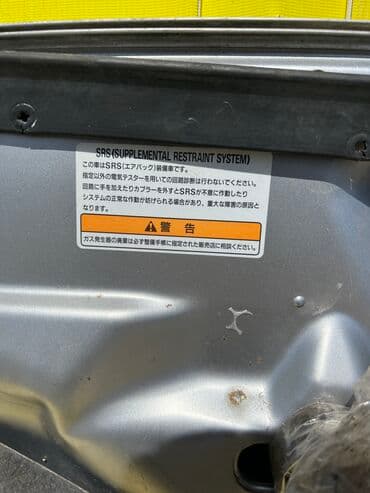 SRS(SUPPLEMENTAL RESTRAINT SYSTEM)
この車はSRS(エアバッグ)装備車です。
指定以外の電気テスターを用いての回路診断は行わないでください。
回路に手を加えたりカプラーを外すとSRSが不意に作動したり
システムの正常な作動が妨げられる場合があり、重大な障害の原因と
なります。
警告
ガス発生器の廃棄は必ず整備手帳に指定された販売店に相談ください。